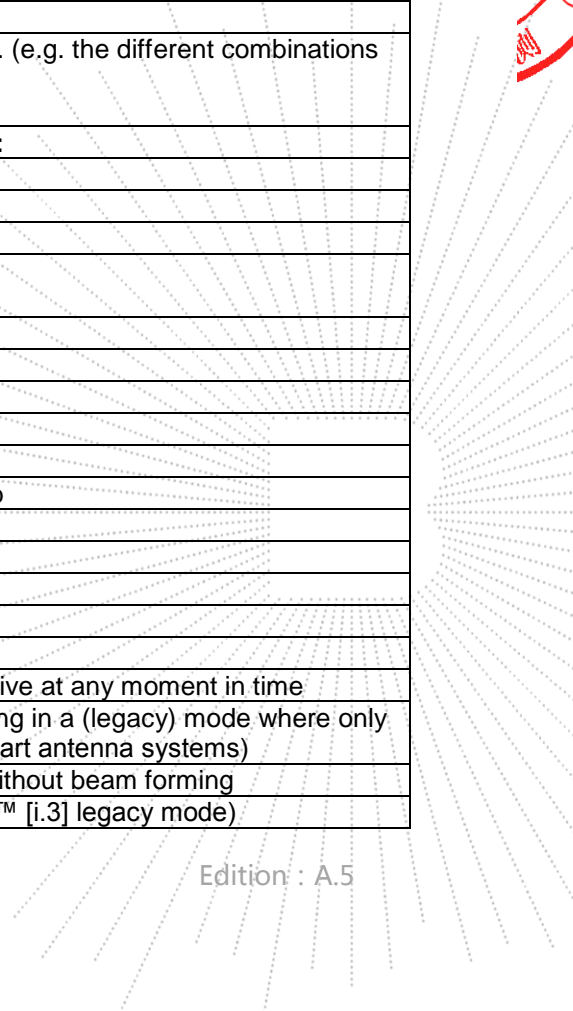 . (e.g. the different combinations
:
o
ive at any moment in time
ng in a (legacy) mode where only
art antenna systems)
ithout beam forming
™ [i.3] legacy mode)
Edition : A.5